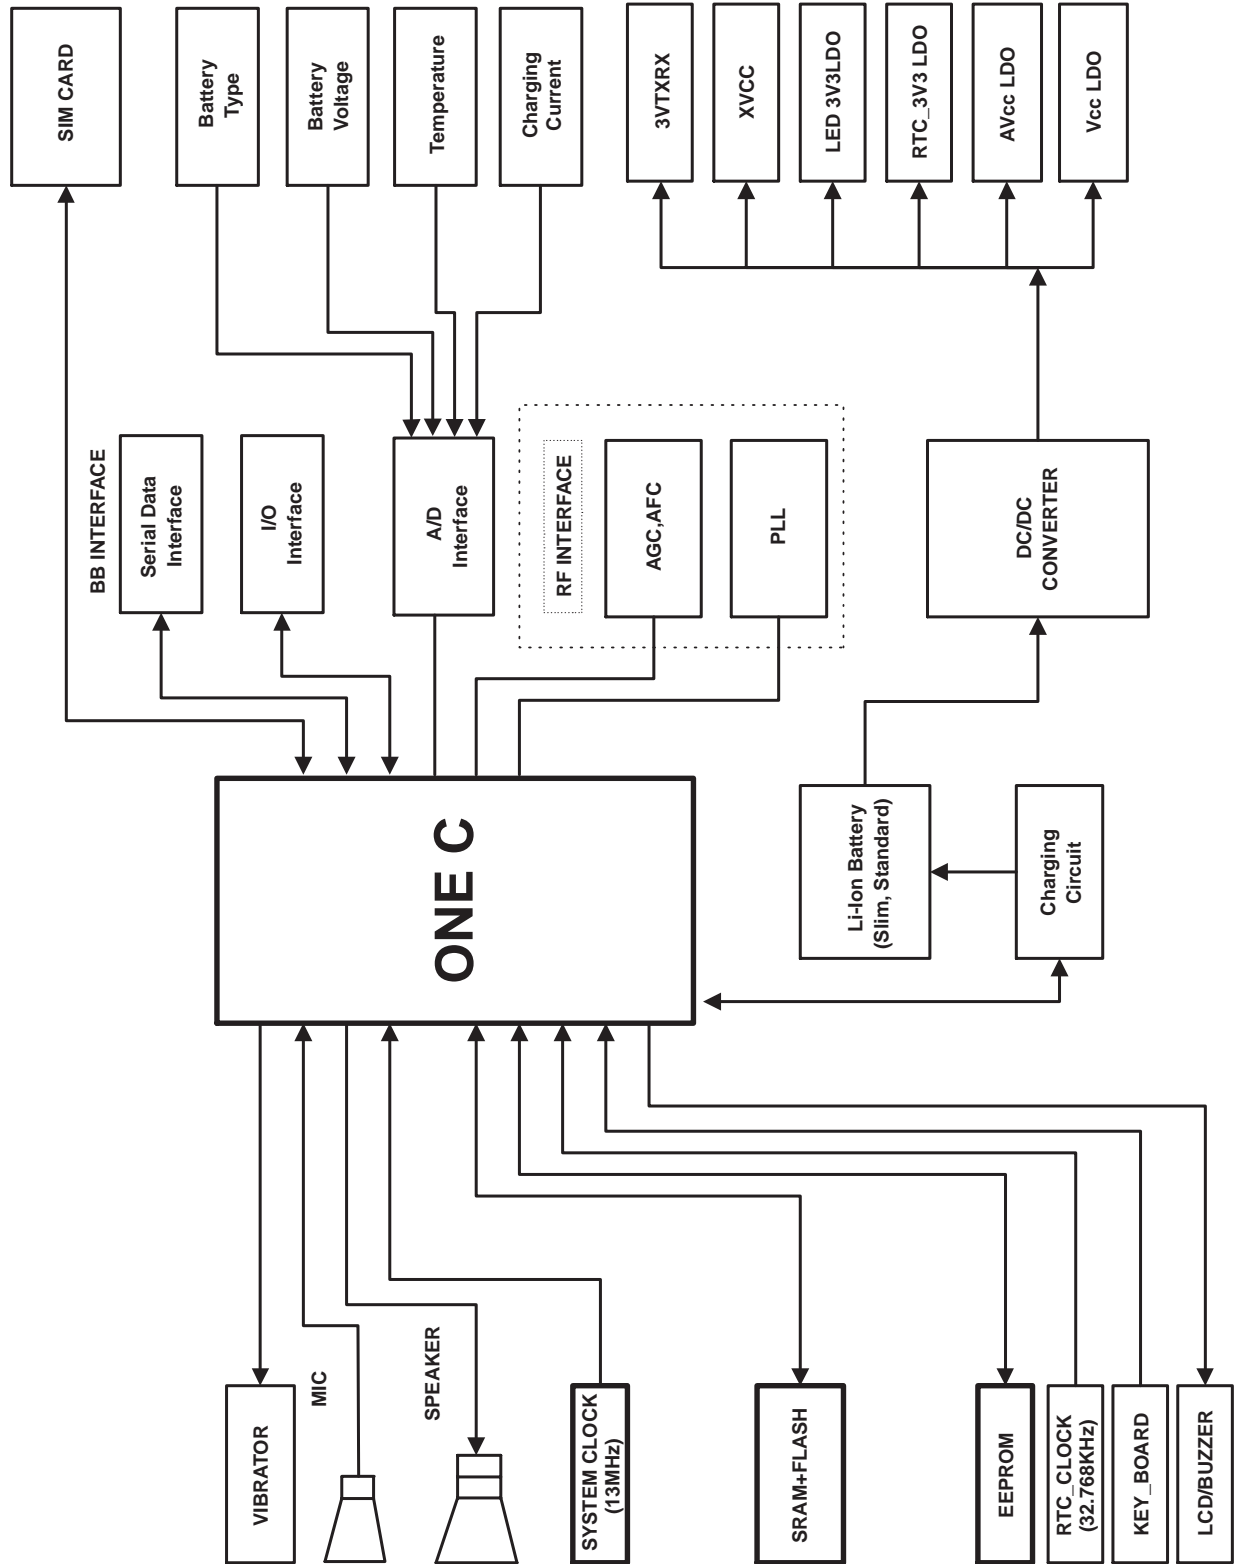 SIM CARD
Battery
Type
Battery
Voltage
Temperature
Charging
Current
3VTXRX
XVCC
LED 3V3LDO
RTC_3V3 LDO
AVcc LDO
Vcc LDO
BB INTERFACE
Serial Data
Interface
I/O
Interface
A/D
Interface
RF INTERFACE
AGC,AFC
PLL
DC/DC
CONVERTER
ONE C
Li-Ion Battery
(Slim, Standard)
Charging
Circuit
VIBRATOR
MIC
SPEAKER
SYSTEM CLOCK
(13MHz)
SRAM+FLASH
EEPROM
RTC_CLOCK
(32.768KHz)
KEY_BOARD
LCD/BUZZER